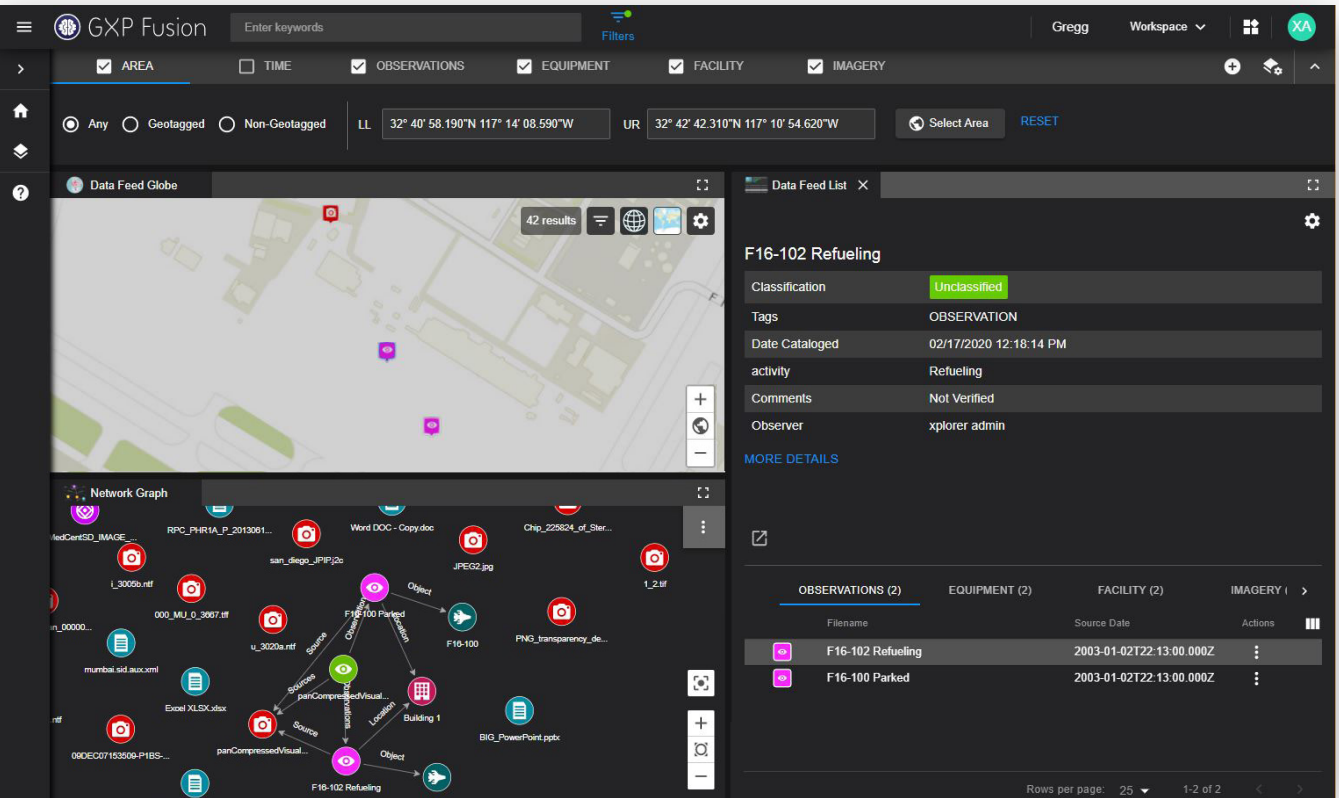 GXP Fusion
Enter keywords
Filters
Gregg
Workspace
XA
AREA
TIME
OBSERVATIONS
EQUIPMENT
FACILITY
IMAGERY
Any
Geotagged
Non-Geotagged
LL
32° 40' 58.190"N 117° 14' 08.590"W
UR
32° 42' 42.310"N 117° 10' 54.620"W
Select Area
RESET
Data Feed Globe
42 results
Data Feed List
F16-102 Refueling
Classification
Unclassified
Tags
OBSERVATION
Date Cataloged
02/17/2020 12:18:14 PM
activity
Refueling
Comments
Not Verified
Observer
xplorer admin
MORE DETAILS
Network Graph
MedCentSD_IMAGE_...
RPC_PHR1A_P_2013061...
san_diego_JPIP.j2c
Word DOC - Copy.doc
JPEG2.jpg
Chip_225824_of_Ster...
1_2.tif
i_3005b.ntf
000_MU_0_3667.tff
Object
F16-100 Parked
F16-100
PNG_transparency_de...
n_00000...
u_3020a.ntf
Source
Observations
Location
mumbai.sid.aux.xml
Sources
panCompressedVisual...
Observations
Excel XLSX.xlsx
Location
Building 1
BIG_PowerPoint.pptx
.ntf
09DEC07153509-P1BS-...
panCompressedVisual...
Source
Object
F16-102 Refueling
OBSERVATIONS (2)
EQUIPMENT (2)
FACILITY (2)
IMAGERY (
Filename
Source Date
Actions
F16-102 Refueling
2003-01-02T22:13:00.000Z
F16-100 Parked
2003-01-02T22:13:00.000Z
Rows per page: 25
1-2 of 2